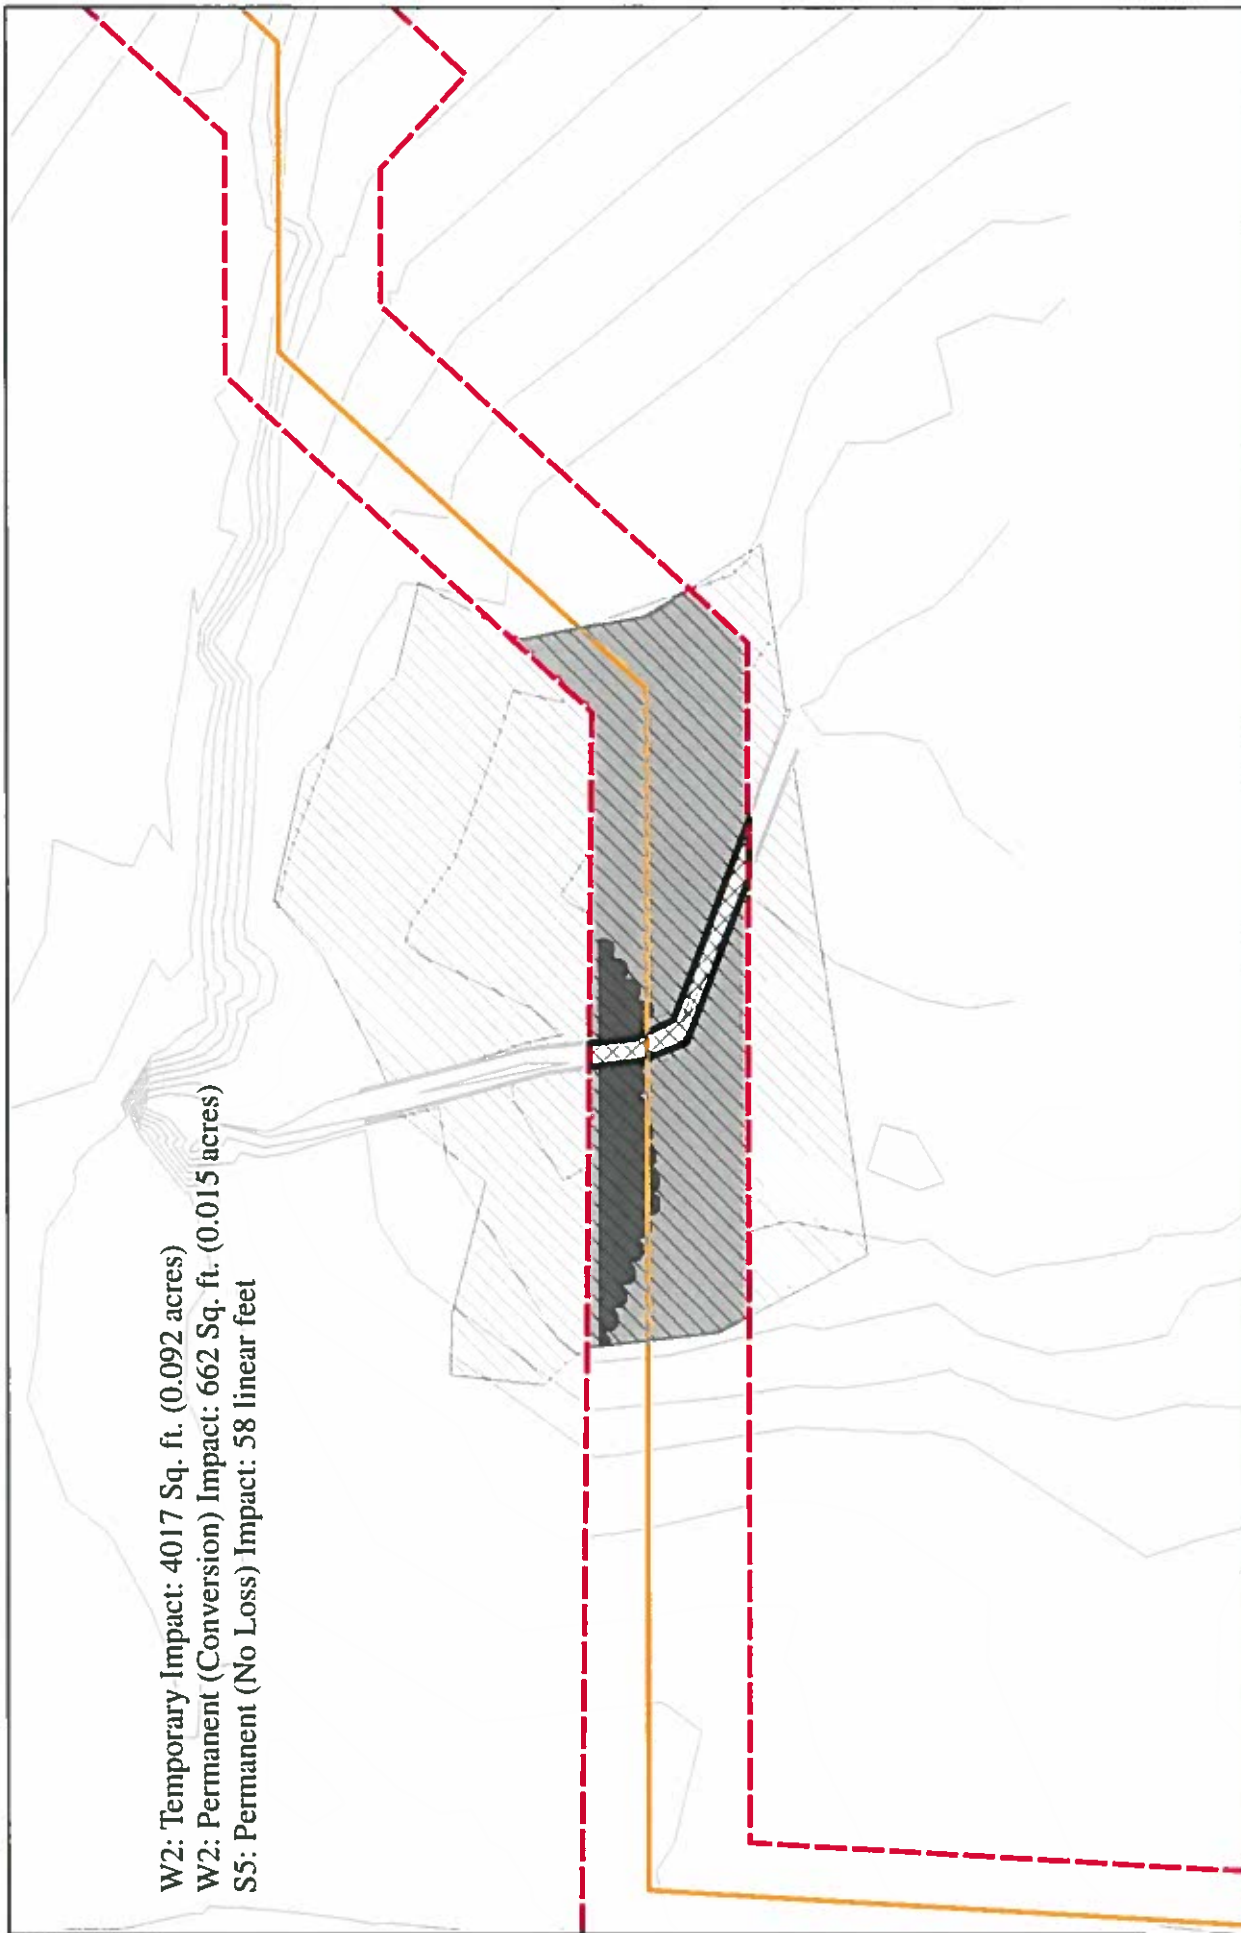 W2: Temporary Impact: 4017 Sq. ft. (0.092 acres)
W2: Permanent (Conversion) Impact: 662 Sq. ft. (0.015 acres)
S5: Permanent (No Loss) Impact: 58 linear feet